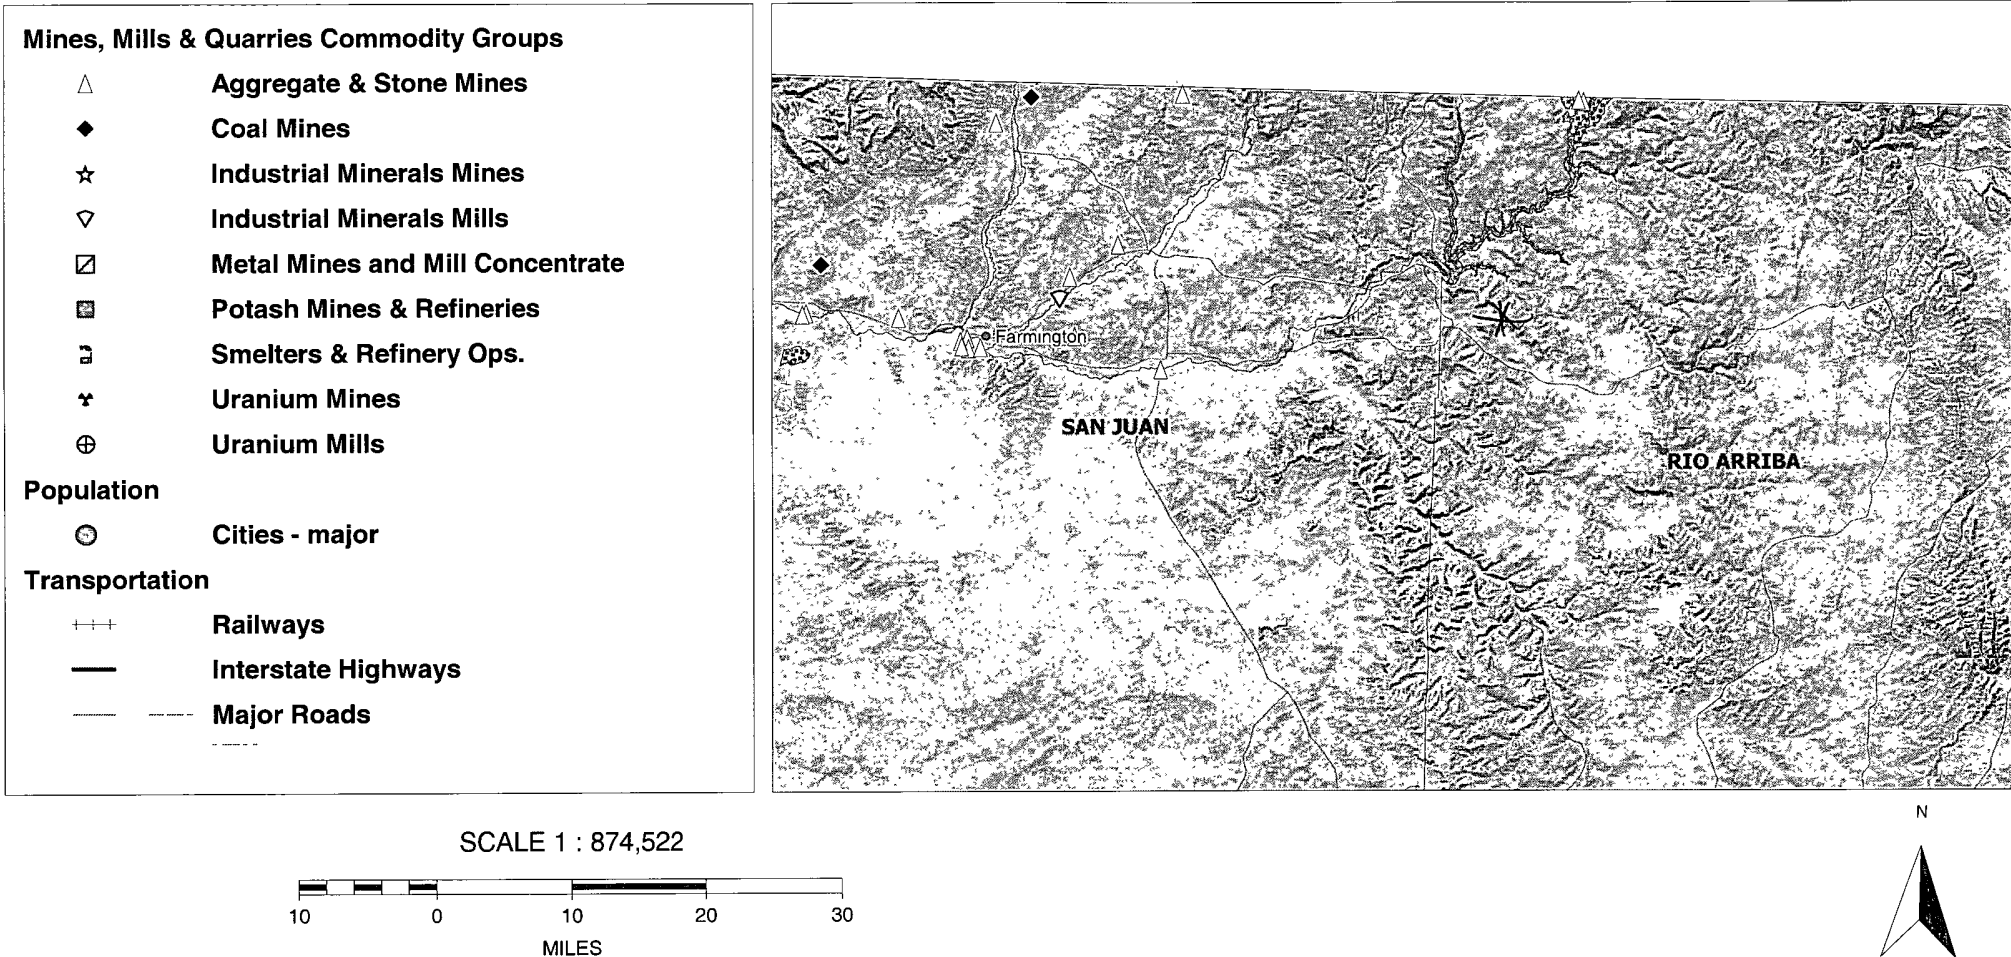 Mines, Mills & Quarries Commodity Groups
Aggregate & Stone Mines
Coal Mines
Industrial Minerals Mines
Industrial Minerals Mills
Metal Mines and Mill Concentrate
Potash Mines & Refineries
Smelters & Refinery Ops.
Uranium Mines
Uranium Mills
Population
Cities - major
Transportation
Railways
Interstate Highways
Major Roads
Farmington
SAN JUAN
RIO ARRIBA
SCALE 1 : 874,522
10 0 10 20 30
MILES
N